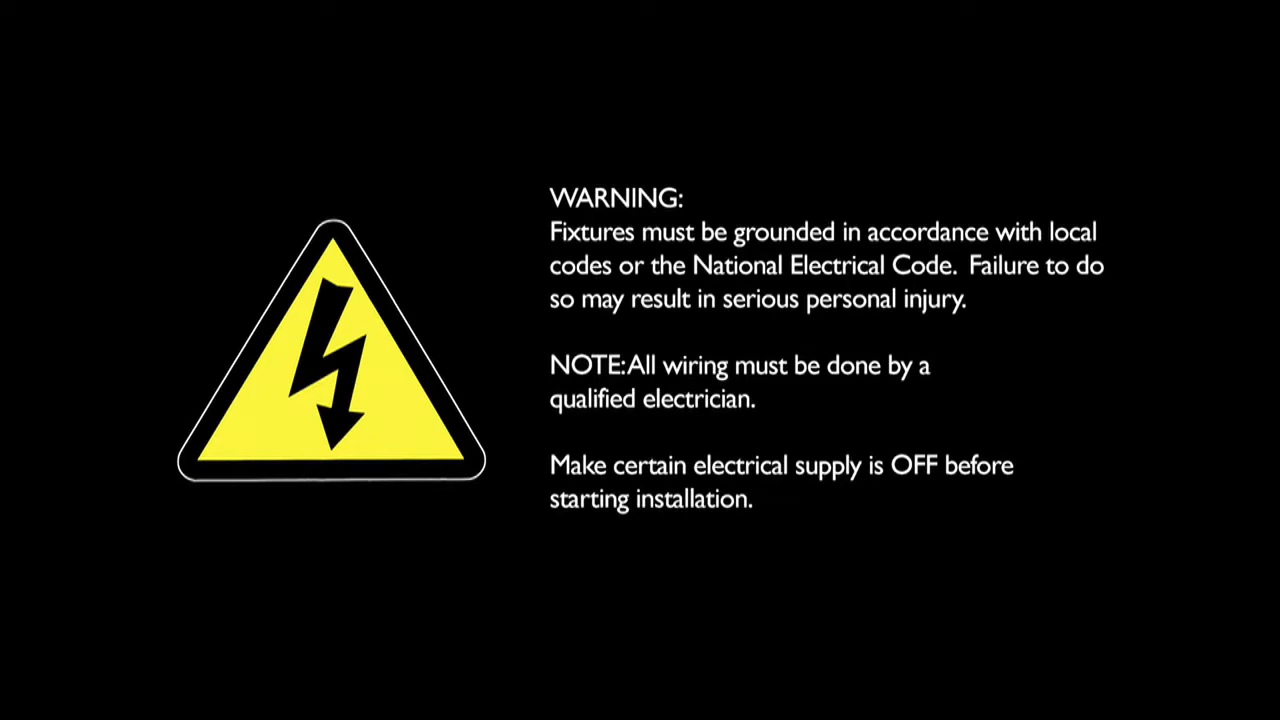 WARNING:
Fixtures must be grounded in accordance with local
codes or the National Electrical Code.  Failure to do
so may result in serious personal injury.
NOTE:All wiring must be done by a
qualified electrician.
Make certain electrical supply is OFF before
starting installation.